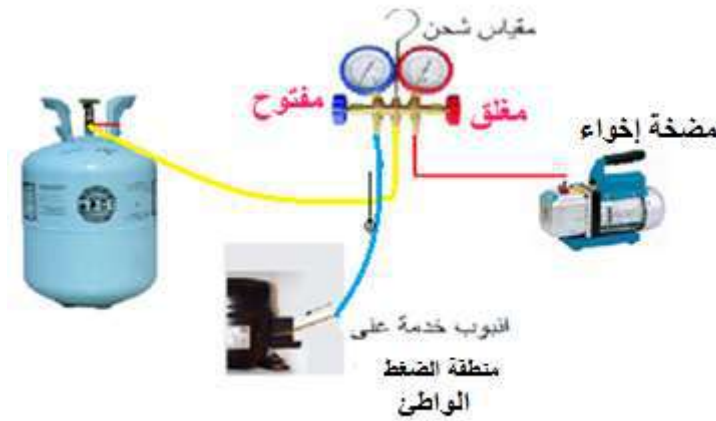 مقياس شحن
مفتوح
مغلق
مضخة إخواء
انبوب خدمة على
منطقة الضغط
الواطئ